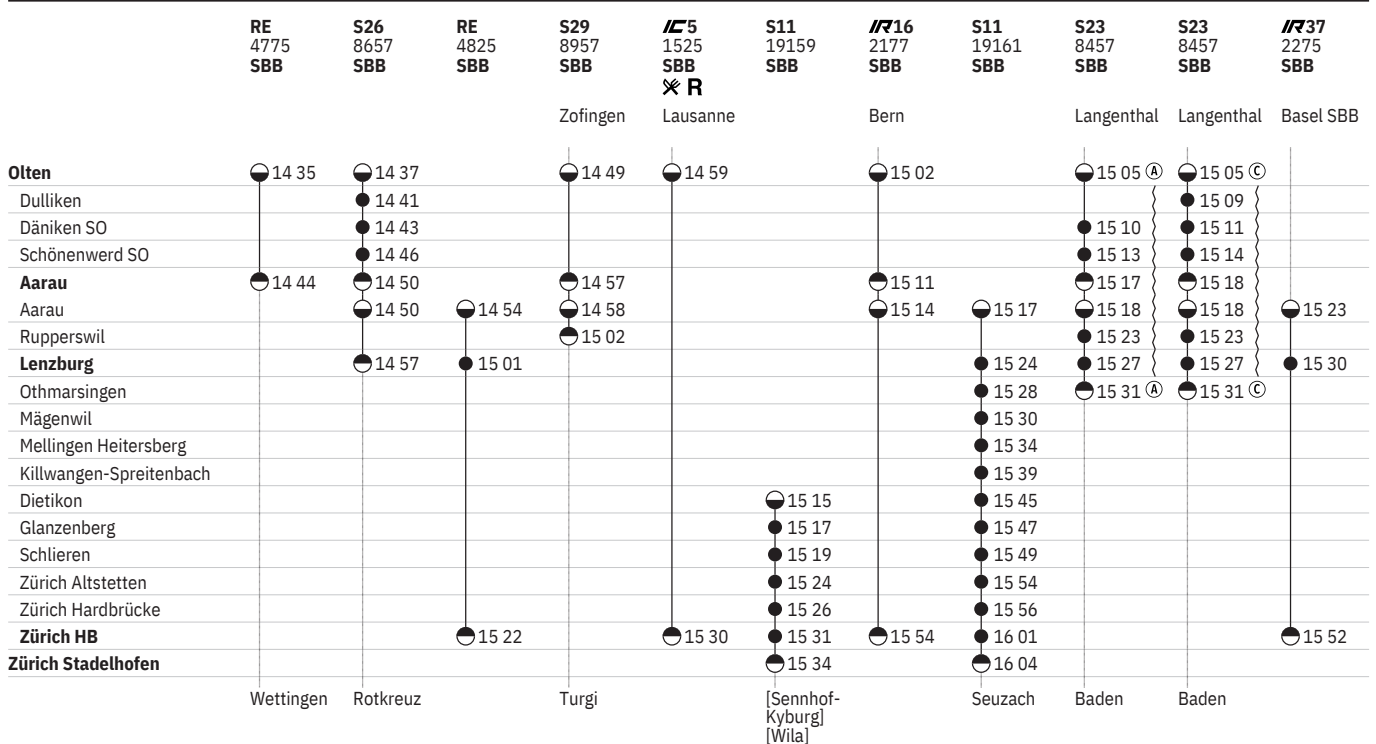 RE S26 RE S29 IC5 S11 IR16 S11 S23 S23 IR37
4775 8657 4825 8957 1525 19159 2177 19161 8457 8457 2275
SBB SBB SBB SBB SBB SBB SBB SBB SBB SBB SBB
R
Zofingen Lausanne Bern Langenthal Langenthal Basel SBB
Olten 14 35 14 37 14 49 14 59 15 02 15 05 A 15 05 C
Dulliken 14 41 15 09
Däniken SO 14 43 15 10 15 11
Schönenwerd SO 14 46 15 13 15 14
Aarau 14 44 14 50 14 57 15 11 15 17 15 18
Aarau 14 50 14 54 14 58 15 14 15 17 15 18 15 18 15 23
Rupperswil 15 02 15 23 15 23
Lenzburg 14 57 15 01 15 24 15 27 15 27 15 30
Othmarsingen 15 28 15 31 A 15 31 C
Mägenwil 15 30
Mellingen Heitersberg 15 34
Killwangen-Spreitenbach 15 39
Dietikon 15 15 15 45
Glanzenberg 15 17 15 47
Schlieren 15 19 15 49
Zürich Altstetten 15 24 15 54
Zürich Hardbrücke 15 26 15 56
Zürich HB 15 22 15 30 15 31 15 54 16 01 15 52
Zürich Stadelhofen 15 34 16 04
Wettingen Rotkreuz Turgi [Sennhof- Seuzach Baden Baden
Kyburg]
[Wila]